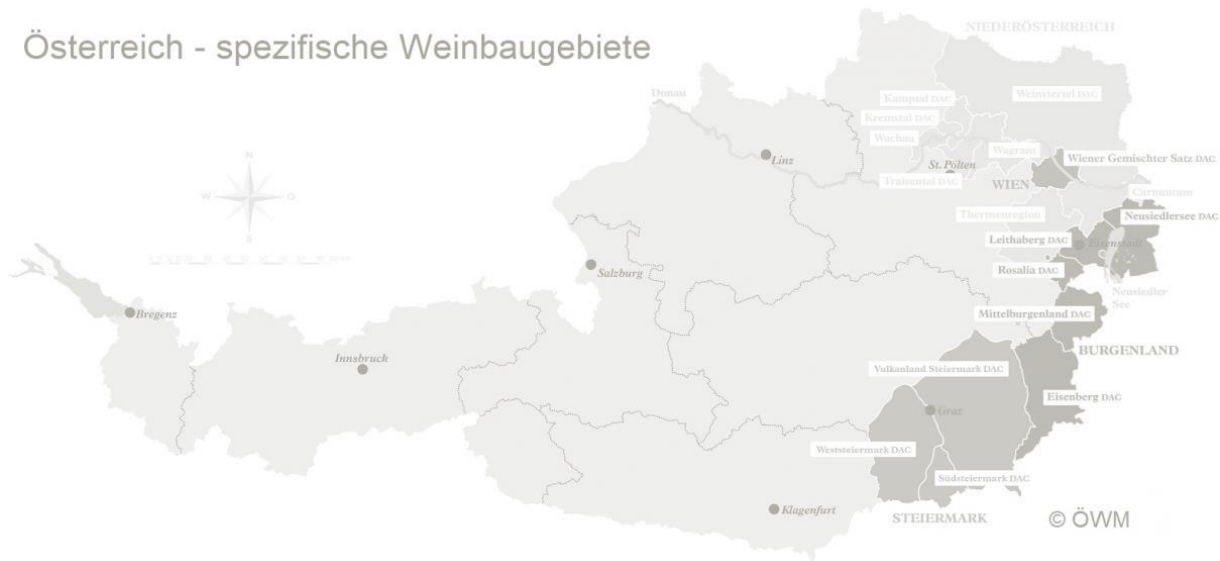 Österreich - spezifische Weinbaugebiete
NIEDERÖSTERREICH
Donau
Kamptal DAC
Weinviertel DAC
Kremstal DAC
Wachau
Wagram
Linz
St. Pölten
Wiener Gemischter Satz DAC
Traisental DAC
WIEN
Carnuntum
N
W
O
S
Thermenregion
Neusiedlersee DAC
Leithaberg DAC
Eisenstadt
Salzburg
Rosalia DAC
Neusiedler
See
Bregenz
Mittelburgenland DAC
Innsbruck
BURGENLAND
Vulkanland Steiermark DAC
Eisenberg DAC
Graz
Weststeiermark DAC
Südsteiermark DAC
Klagenfurt
STEIERMARK
© ÖWM